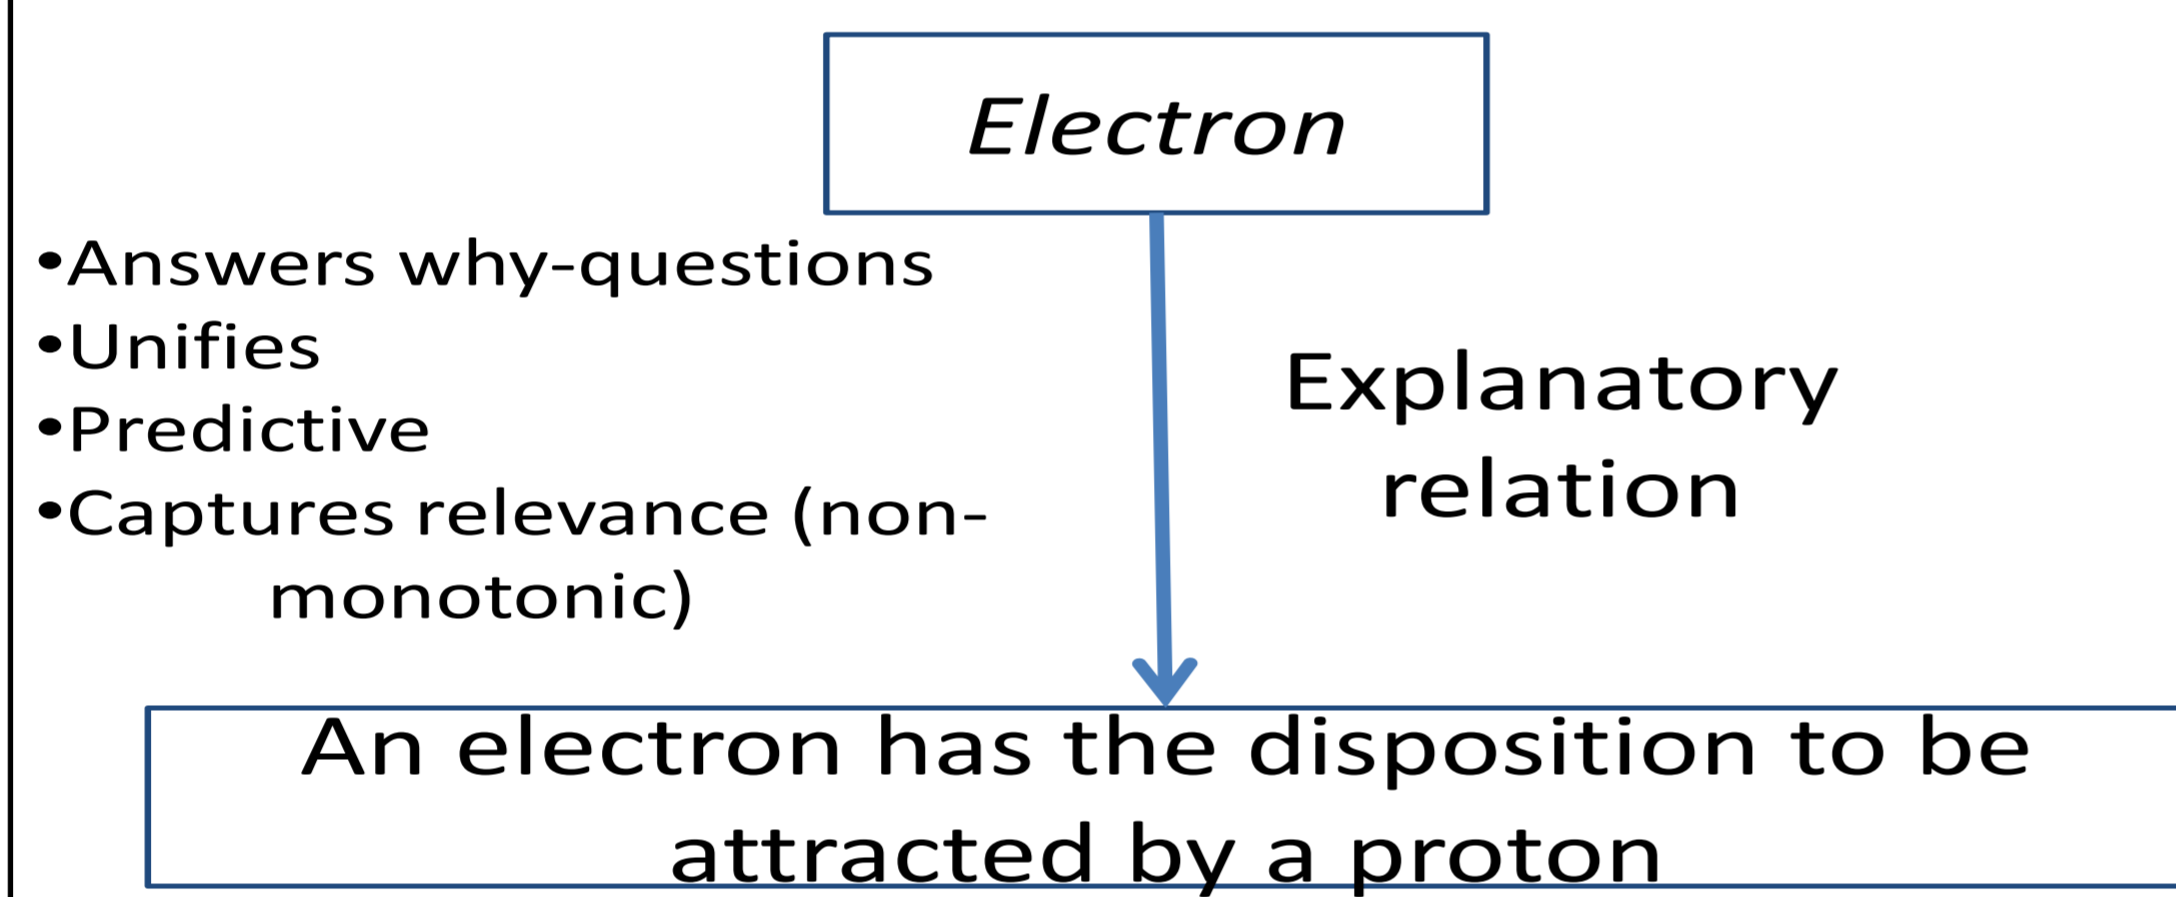 Electron
•Answers why-questions
•Unifies
•Predictive
•Captures relevance (non-
monotonic)
Explanatory
relation
An electron has the disposition to be
attracted by a proton